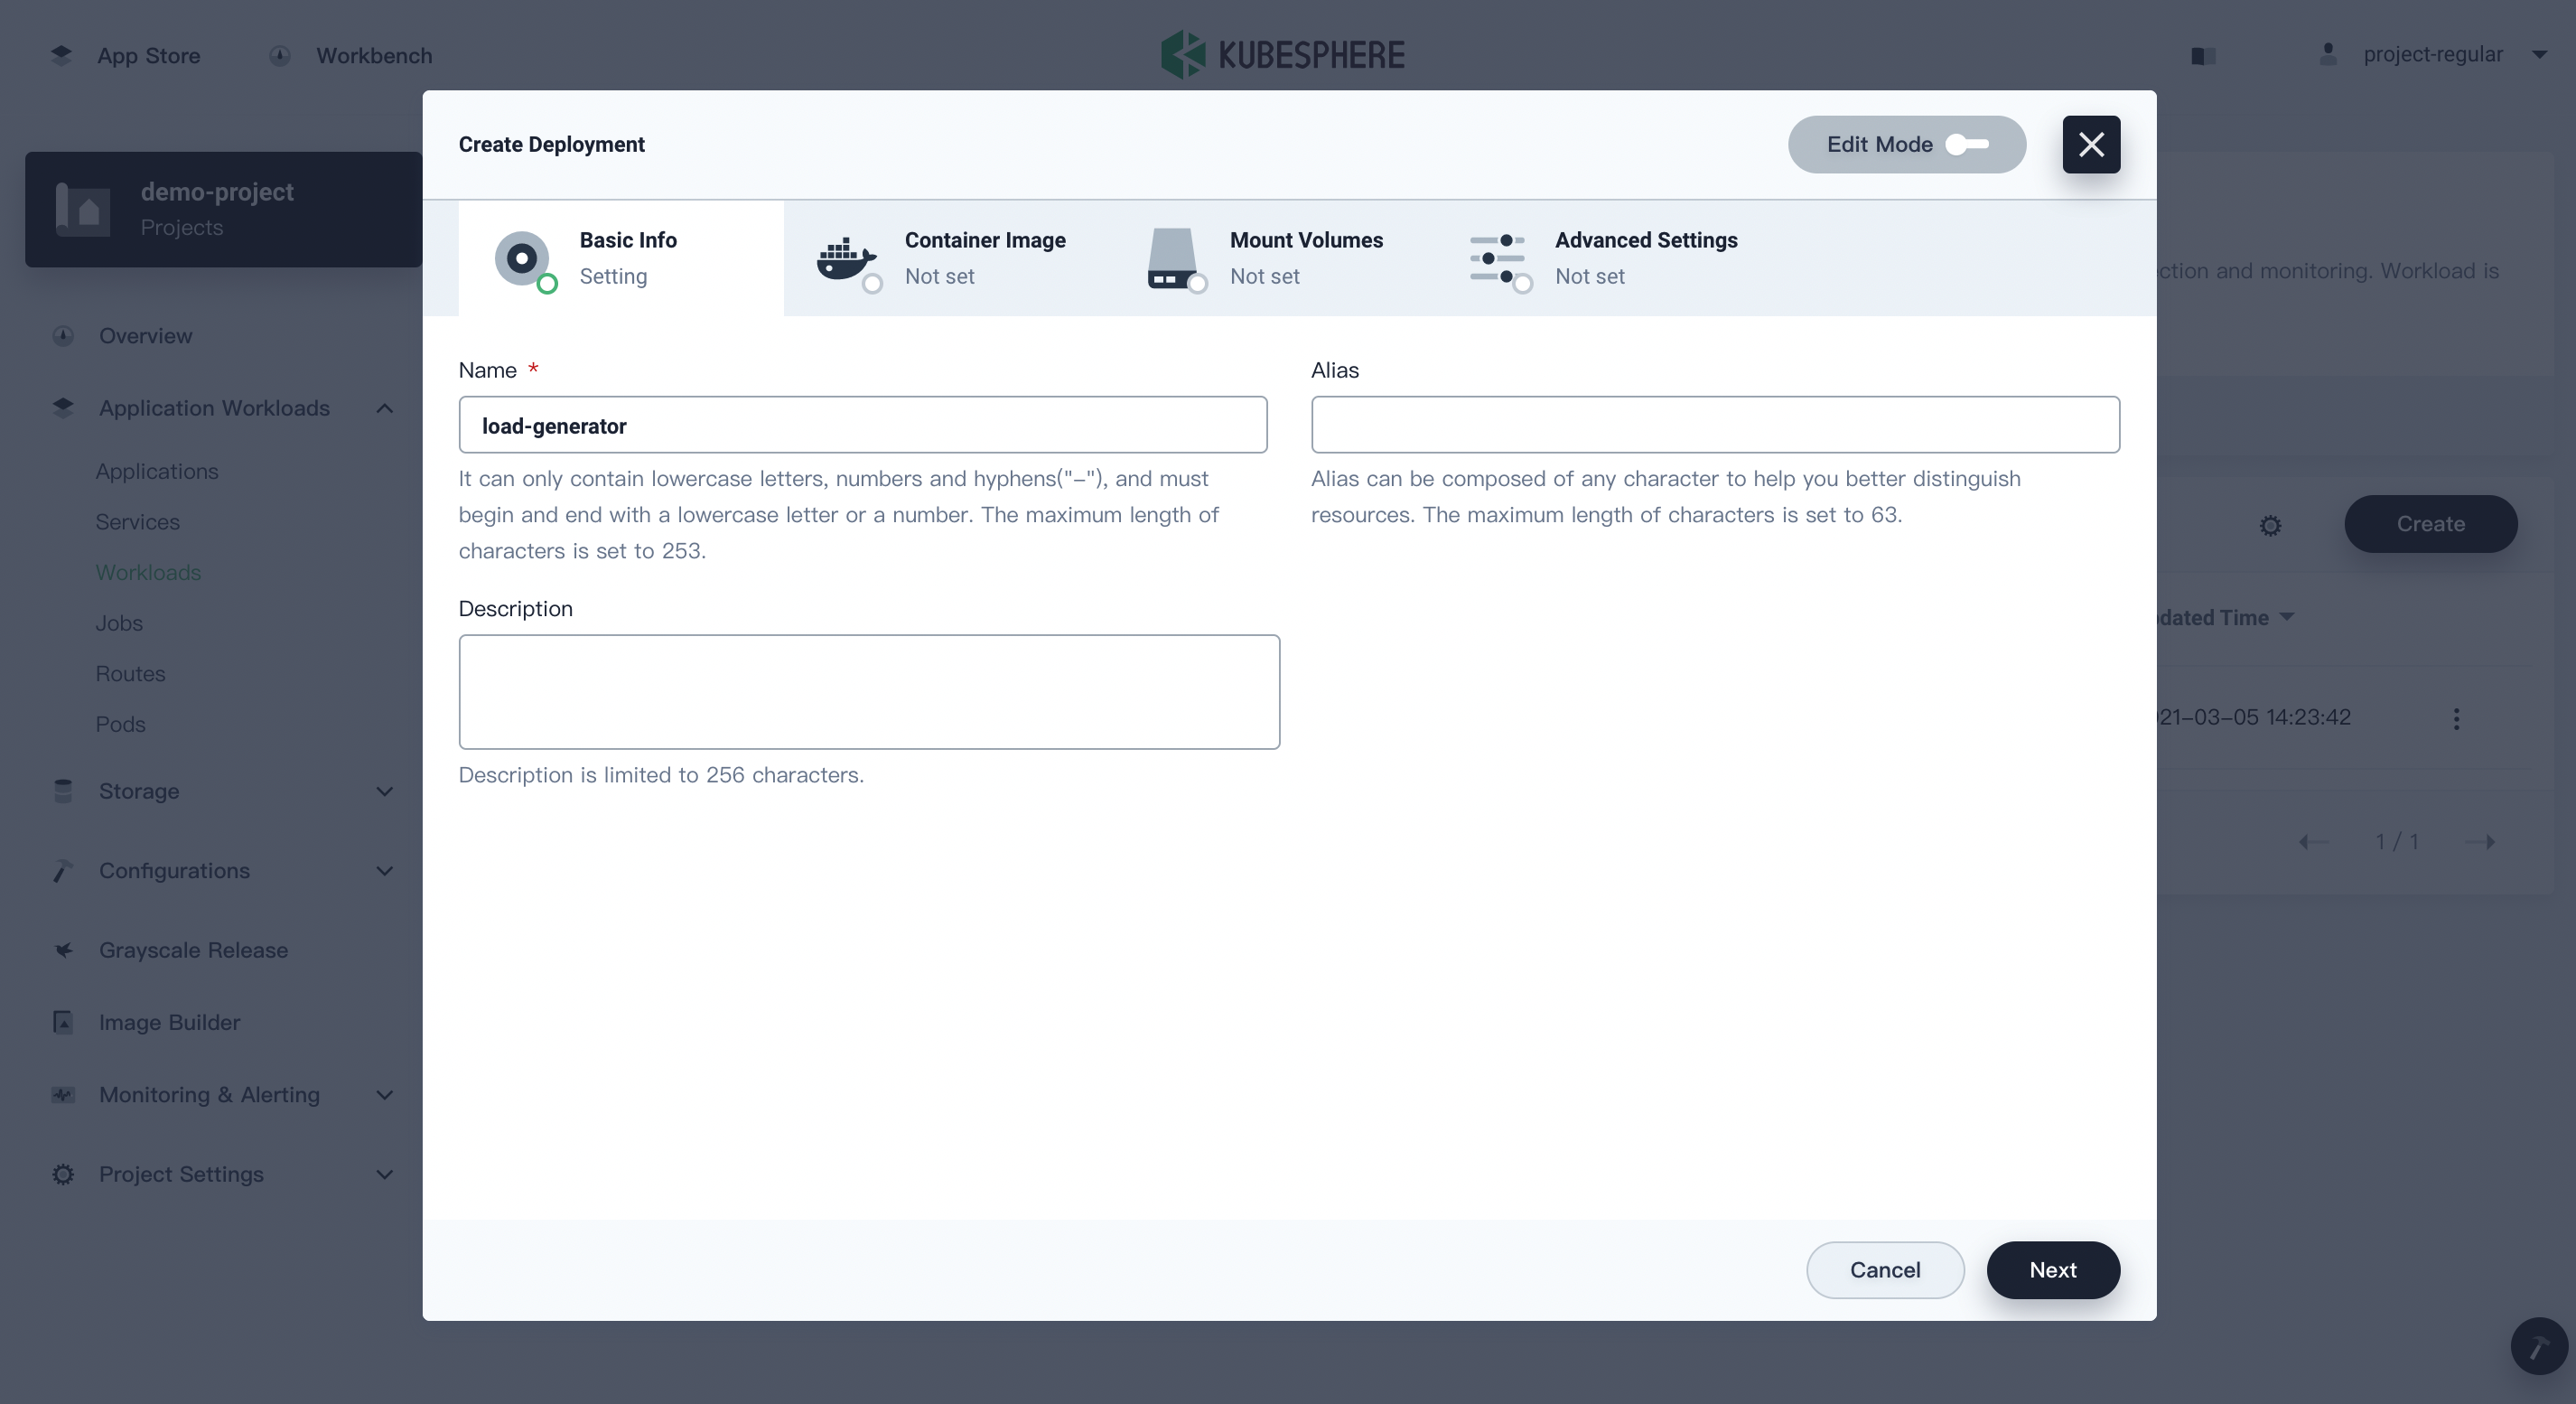 App Store
Workbench
KUBESPHERE
project-regular
Create Deployment
Edit Mode
demo-project
Projects
Basic Info
Setting
Container Image
Not set
Mount Volumes
Not set
Advanced Settings
Not set
ction and monitoring. Workload is
Overview
Application Workloads
Applications
Services
Workloads
Jobs
Routes
Pods
Storage
Configurations
Grayscale Release
Image Builder
Monitoring & Alerting
Project Settings
Name *
load-generator
It can only contain lowercase letters, numbers and hyphens("-"), and must
begin and end with a lowercase letter or a number. The maximum length of
characters is set to 253.
Alias
Alias can be composed of any character to help you better distinguish
resources. The maximum length of characters is set to 63.
Description
Description is limited to 256 characters.
Create
dated Time
21-03-05 14:23:42
1 / 1
Cancel
Next